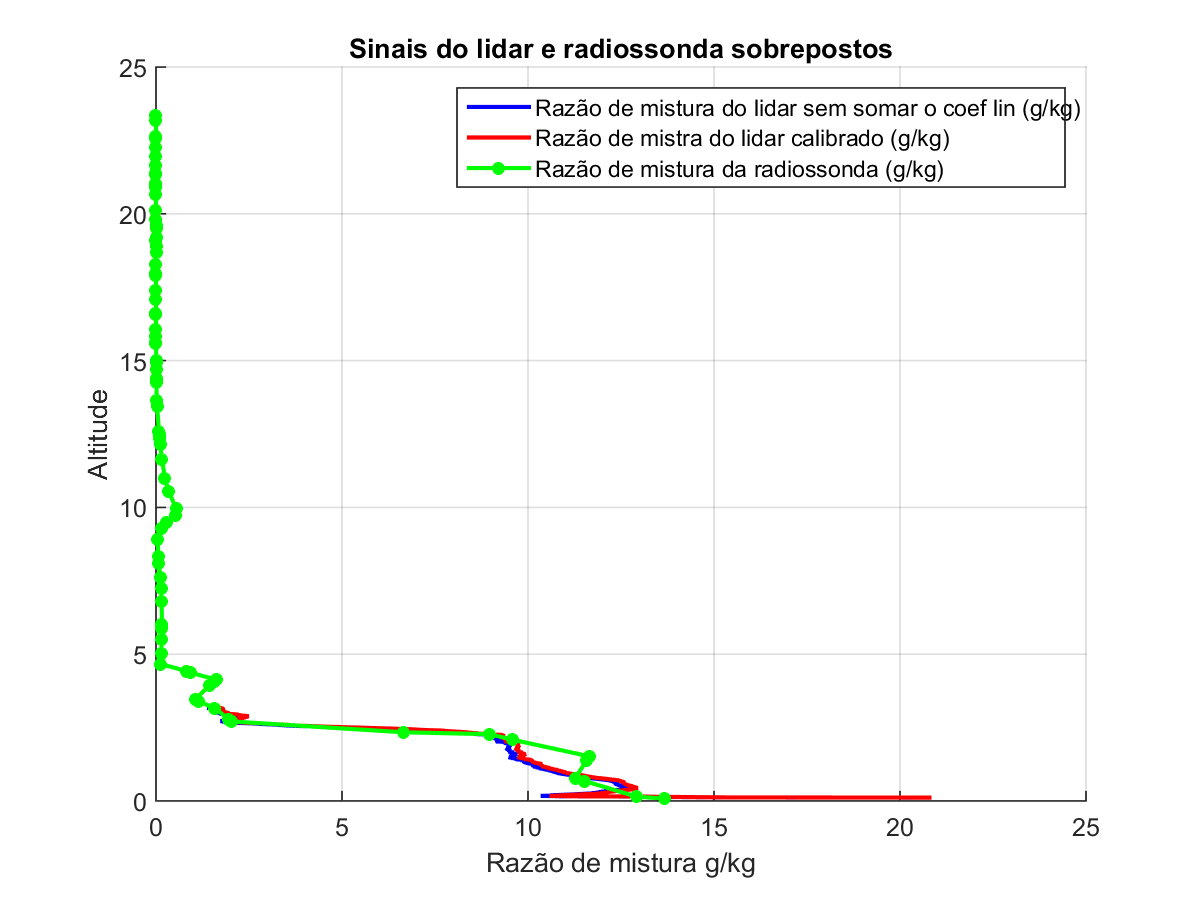 Sinais do lidar e radiossonda sobrepostos
Razão de mistura do lidar sem somar o coef lin (g/kg)
Razão de mistra do lidar calibrado (g/kg)
Razão de mistura da radiossonda (g/kg)
25
20
15
10
5
0
Altitude
0 5 10 15 20 25
Razão de mistura g/kg